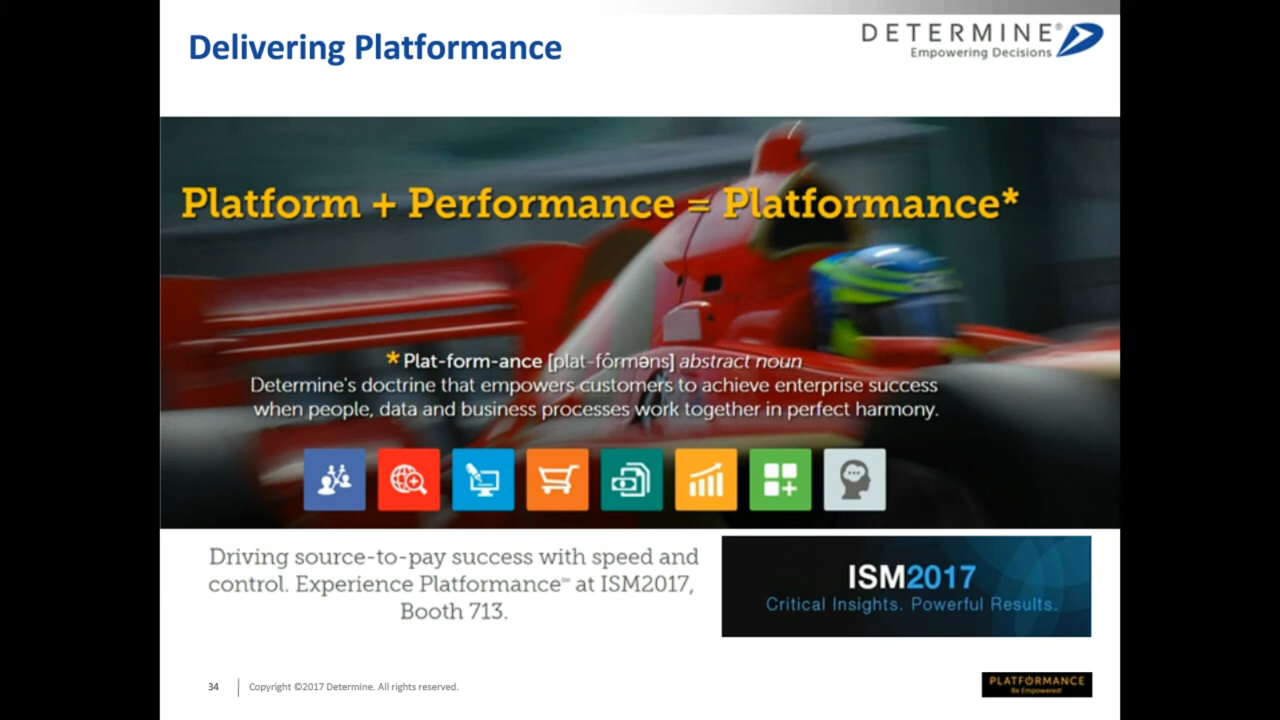 Delivering Platformance
DETERMINE®
Empowering Decisions
Platform + Performance = Platformance*
* Plat-form-ance [plat-fôrməns] abstract noun
Determine's doctrine that empowers customers to achieve enterprise success
when people, data and business processes work together in perfect harmony.
Driving source-to-pay success with speed and
control. Experience Platformance℠ at ISM2017,
Booth 713.
ISM2017
Critical Insights. Powerful Results.
34
Copyright ©2017 Determine. All rights reserved.
PLATFORMANCE
Be Empowered!